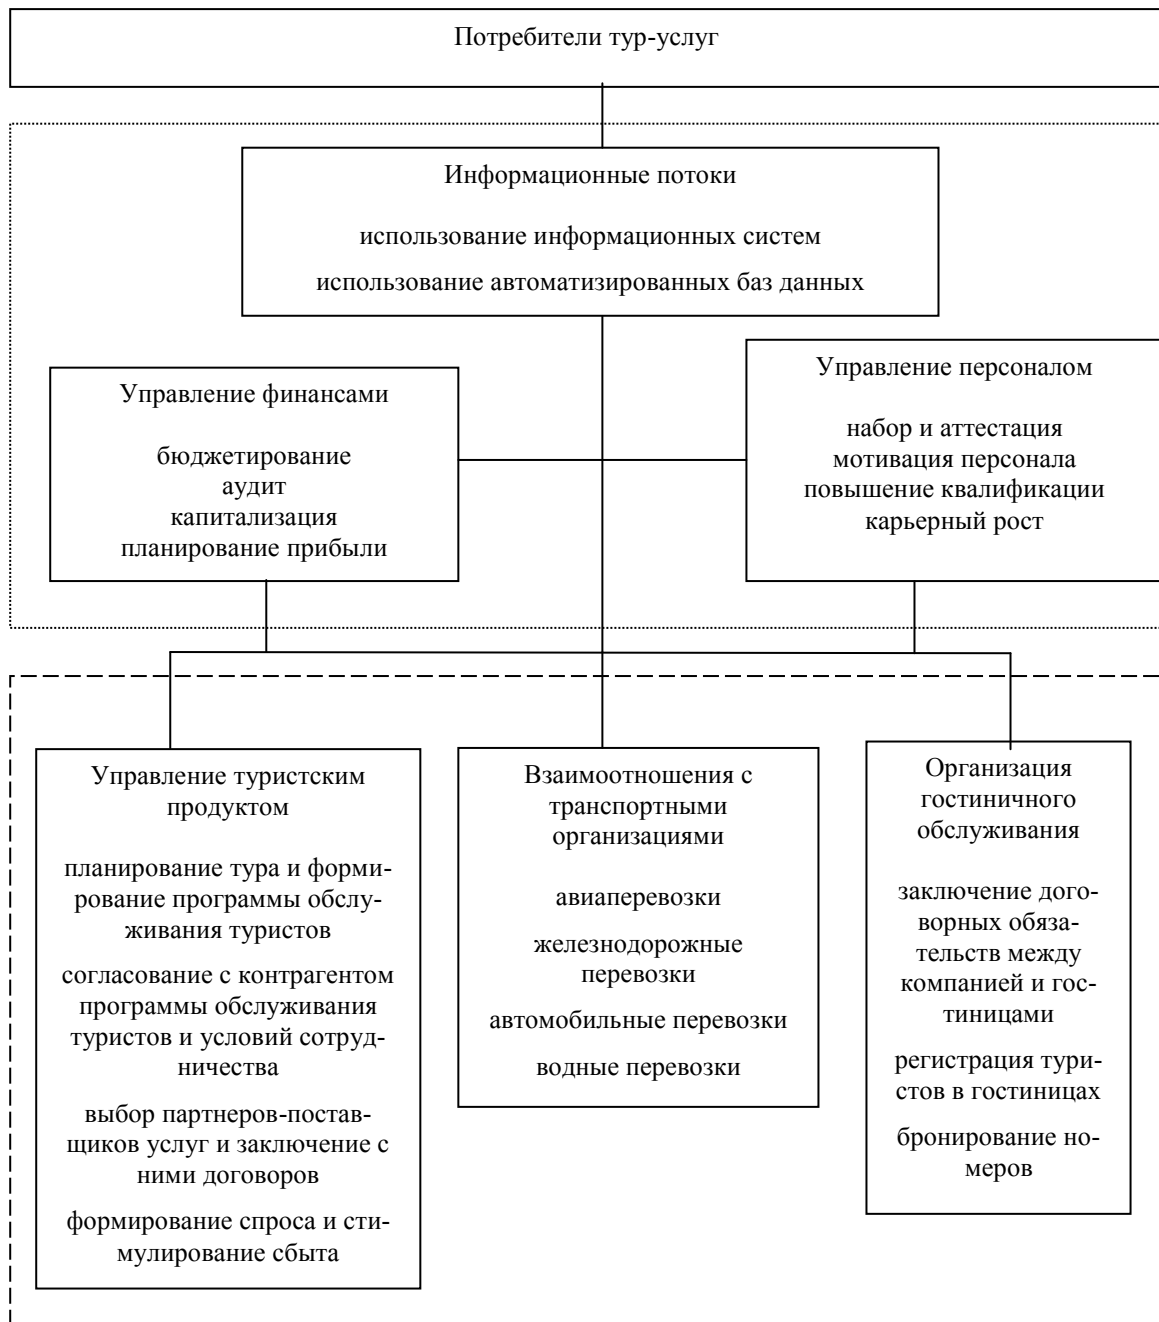 Потребители тур-услуг
Информационные потоки
использование информационных систем
использование автоматизированных баз данных
Управление финансами
бюджетирование
аудит
капитализация
планирование прибыли
Управление персоналом
набор и аттестация
мотивация персонала
повышение квалификации
карьерный рост
Управление туристским
продуктом
планирование тура и форми-
рование программы обслу-
живания туристов
согласование с контрагентом
программы обслуживания
туристов и условий сотруд-
ничества
выбор партнеров-постав-
щиков услуг и заключение с
ними договоров
формирование спроса и сти-
мулирование сбыта
Взаимоотношения с
транспортными
организациями
авиаперевозки
железнодорожные
перевозки
автомобильные перевозки
водные перевозки
Организация
гостиничного
обслуживания
заключение дого-
ворных обяза-
тельств между
компанией и гос-
тиницами
регистрация тури-
стов в гостиницах
бронирование но-
меров